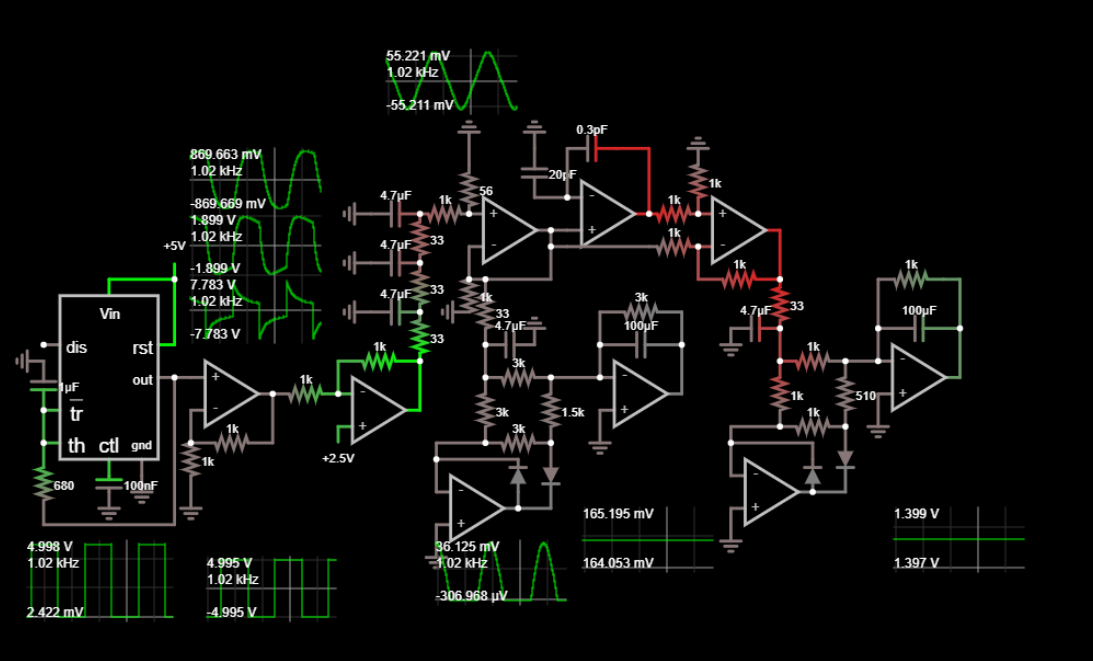 55.221 mV
1.02 kHz
-55.211 mV
0.3pF
20pF
869.663 mV
1.02 kHz
-869.669 mV
1.899 V
1.02 kHz
-1.899 V
7.783 V
1.02 kHz
-7.783 V
+5V
4.7µF
1k
56
33
4.7µF
33
4.7µF
33
1k
1k
1k
1k
+
-
-
+
+
-
1k
33
4.7µF
1k
33
4.7µF
1k
100µF
Vin
dis
rst
out
tr
th
ctl
gnd
1µF
680
100nF
+
-
1k
1k
1k
1k
-
+
+2.5V
3k
100µF
3k
-
+
3k
1.5k
3k
-
+
1k
1k
510
1k
-
+
-
+
4.998 V
1.02 kHz
2.422 mV
4.995 V
1.02 kHz
-4.995 V
36.125 mV
1.02 kHz
-306.968 µV
165.195 mV
164.053 mV
1.399 V
1.397 V